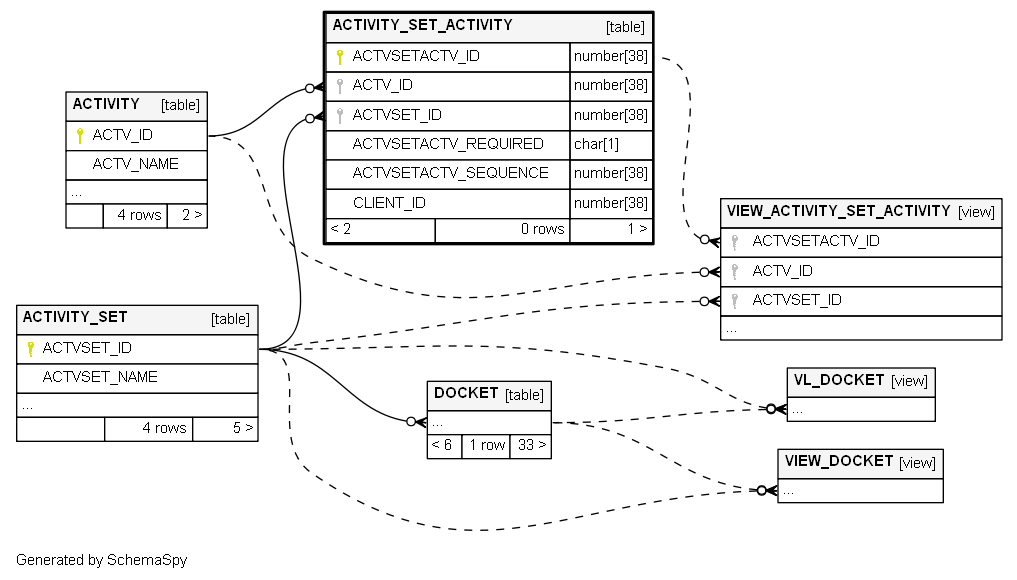 ACTIVITY_SET_ACTIVITY [table]
ACTVSETACTV_ID number[38]
ACTV_ID number[38]
ACTVSET_ID number[38]
ACTVSETACTV_REQUIRED char[1]
ACTVSETACTV_SEQUENCE number[38]
CLIENT_ID number[38]
< 2 0 rows 1 >
ACTIVITY [table]
ACTV_ID
ACTV_NAME
...
4 rows 2 >
VIEW_ACTIVITY_SET_ACTIVITY [view]
ACTVSETACTV_ID
ACTV_ID
ACTVSET_ID
...
ACTIVITY_SET [table]
ACTVSET_ID
ACTVSET_NAME
...
4 rows 5 >
DOCKET [table]
...
< 6 1 row 33 >
VL_DOCKET [view]
...
VIEW_DOCKET [view]
...
Generated by SchemaSpy